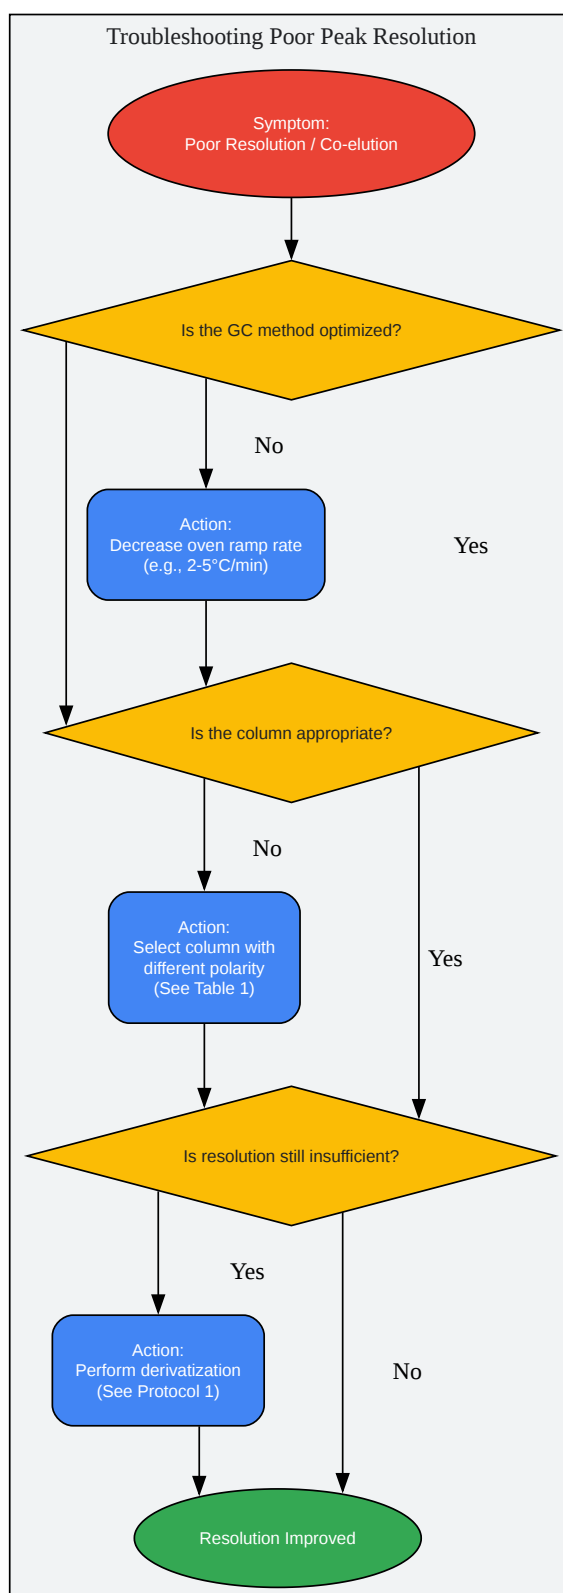 Troubleshooting Poor Peak Resolution
Symptom:
Poor Resolution / Co-elution
Is the GC method optimized?
No
Action:
Decrease oven ramp rate
(e.g., 2-5°C/min)
Yes
Is the column appropriate?
No
Action:
Select column with
different polarity
(See Table 1)
Yes
Is resolution still insufficient?
Yes
Action:
Perform derivatization
(See Protocol 1)
No
Resolution Improved